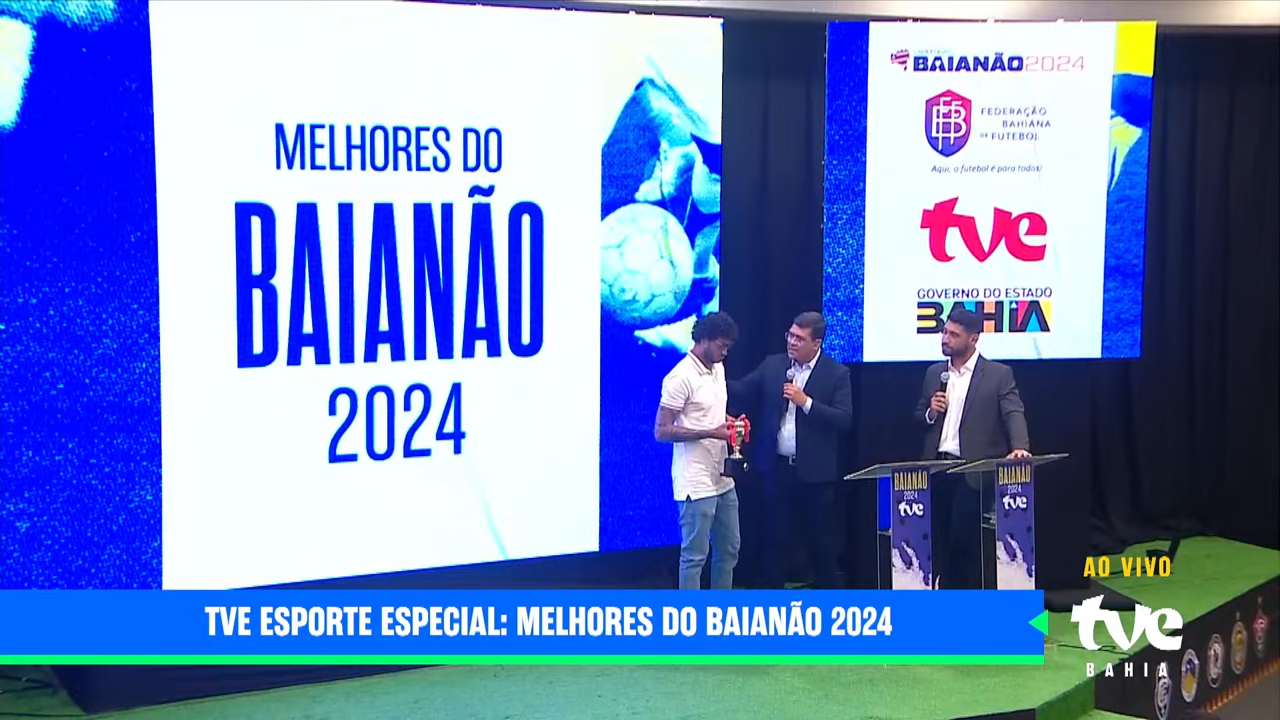 MELHORES DO
BAIANÃO
2024
BAIANÃO2024
FEDERAÇÃO
BAHIANA
DE FUTEBOL
Aqui, o futebol é para todos!
tve
GOVERNO DO ESTADO
BAHIA
BAIANÃO
2024
tve
BAIANÃO
2024
tve
AO VIVO
TVE ESPORTE ESPECIAL: MELHORES DO BAIANÃO 2024
tve
BAHIA